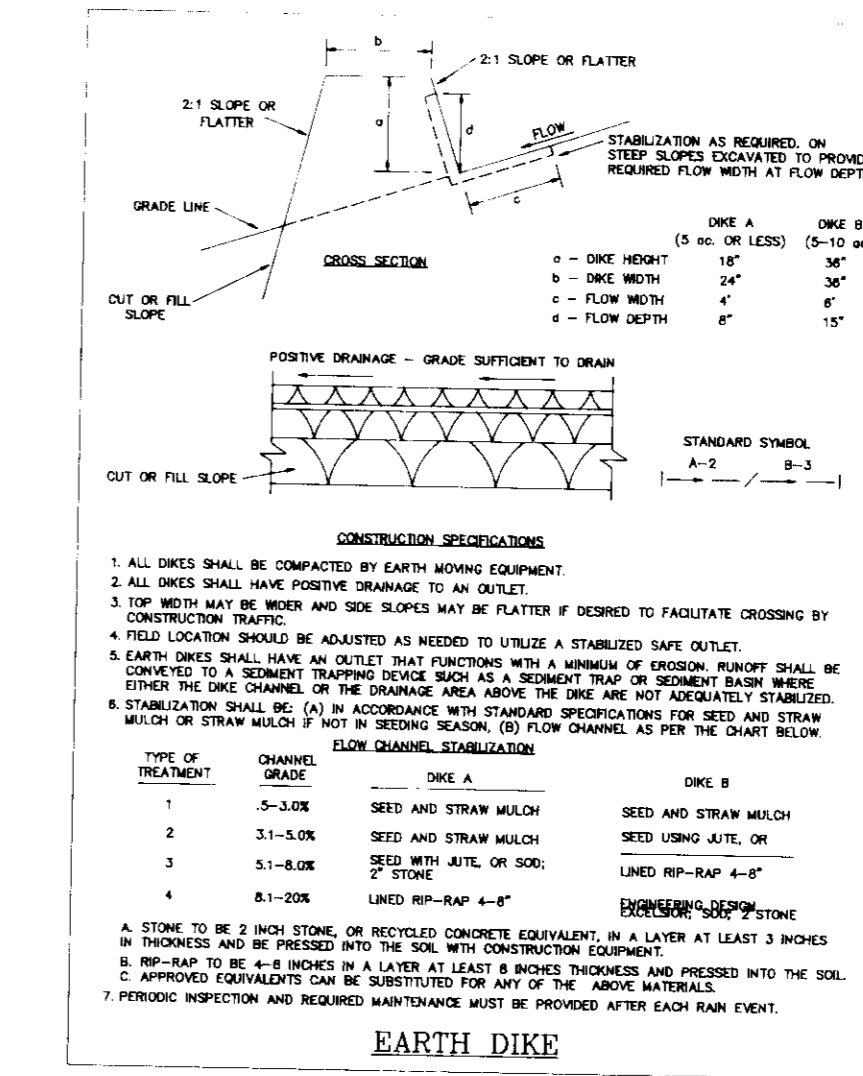 b
2:1 SLOPE OR FLATTER
2:1 SLOPE OR
FLATTER
a
d
FLOW
STABILIZATION AS REQUIRED. ON
STEEP SLOPES EXCAVATED TO PROVID
REQUIRED FLOW WIDTH AT FLOW DEPT
c
GRADE LINE
CROSS SECTION
CUT OR FILL
SLOPE
DIKE A DIKE B
(5 ac. OR LESS) (5-10 ac
a - DIKE HEIGHT 18" 36"
b - DIKE WIDTH 24" 36"
c - FLOW WIDTH 4' 6'
d - FLOW DEPTH 8" 15"
POSITIVE DRAINAGE - GRADE SUFFICIENT TO DRAIN
CUT OR FILL SLOPE
STANDARD SYMBOL
A-2 B-3
CONSTRUCTION SPECIFICATIONS
1. ALL DIKES SHALL BE COMPACTED BY EARTH MOVING EQUIPMENT.
2. ALL DIKES SHALL HAVE POSITIVE DRAINAGE TO AN OUTLET.
3. TOP WIDTH MAY BE WIDER AND SIDE SLOPES MAY BE FLATTER IF DESIRED TO FACILITATE CROSSING BY
CONSTRUCTION TRAFFIC.
4. FIELD LOCATION SHOULD BE ADJUSTED AS NEEDED TO UTILIZE A STABILIZED SAFE OUTLET.
5. EARTH DIKES SHALL HAVE AN OUTLET THAT FUNCTIONS WITH A MINIMUM OF EROSION. RUNOFF SHALL BE
CONVEYED TO A SEDIMENT TRAPPING DEVICE SUCH AS A SEDIMENT TRAP OR SEDIMENT BASIN WHERE
EITHER THE DIKE CHANNEL OR THE DRAINAGE AREA ABOVE THE DIKE ARE NOT ADEQUATELY STABILIZED.
6. STABILIZATION SHALL BE: (A) IN ACCORDANCE WITH STANDARD SPECIFICATIONS FOR SEED AND STRAW
MULCH OR STRAW MULCH IF NOT IN SEEDING SEASON, (B) FLOW CHANNEL AS PER THE CHART BELOW.
FLOW CHANNEL STABILIZATION
TYPE OF TREATMENT CHANNEL GRADE DIKE A DIKE B
1 .5-3.0% SEED AND STRAW MULCH SEED AND STRAW MULCH
2 3.1-5.0% SEED AND STRAW MULCH SEED USING JUTE, OR
3 5.1-8.0% SEED WITH JUTE, OR SOD; LINED RIP-RAP 4-8"
2" STONE
4 8.1-20% LINED RIP-RAP 4-8" ENGINEERING DESIGN
EXCELSIOR; SOD; 2" STONE
A. STONE TO BE 2 INCH STONE, OR RECYCLED CONCRETE EQUIVALENT, IN A LAYER AT LEAST 3 INCHES
IN THICKNESS AND BE PRESSED INTO THE SOIL WITH CONSTRUCTION EQUIPMENT.
B. RIP-RAP TO BE 4-8 INCHES IN A LAYER AT LEAST 8 INCHES THICKNESS AND PRESSED INTO THE SOIL.
C. APPROVED EQUIVALENTS CAN BE SUBSTITUTED FOR ANY OF THE ABOVE MATERIALS.
7. PERIODIC INSPECTION AND REQUIRED MAINTENANCE MUST BE PROVIDED AFTER EACH RAIN EVENT.
EARTH DIKE